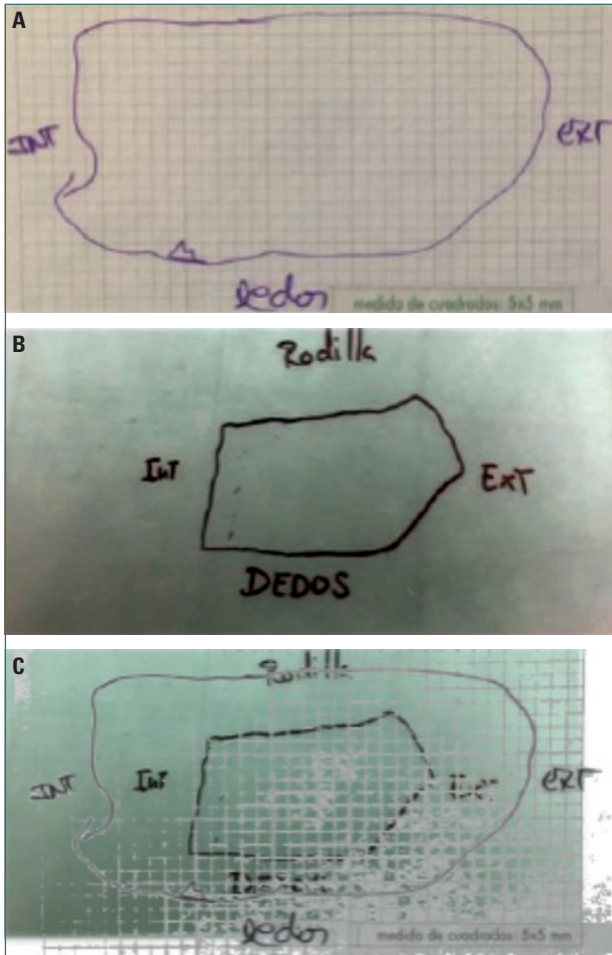 A
INT
EXT
dedos
medida de cuadrados: 5x5 mm
B
Rodilla
INT
EXT
DEDOS
C
Rodilla
INT
INT
EXT
dedos
medida de cuadrados: 5x5 mm